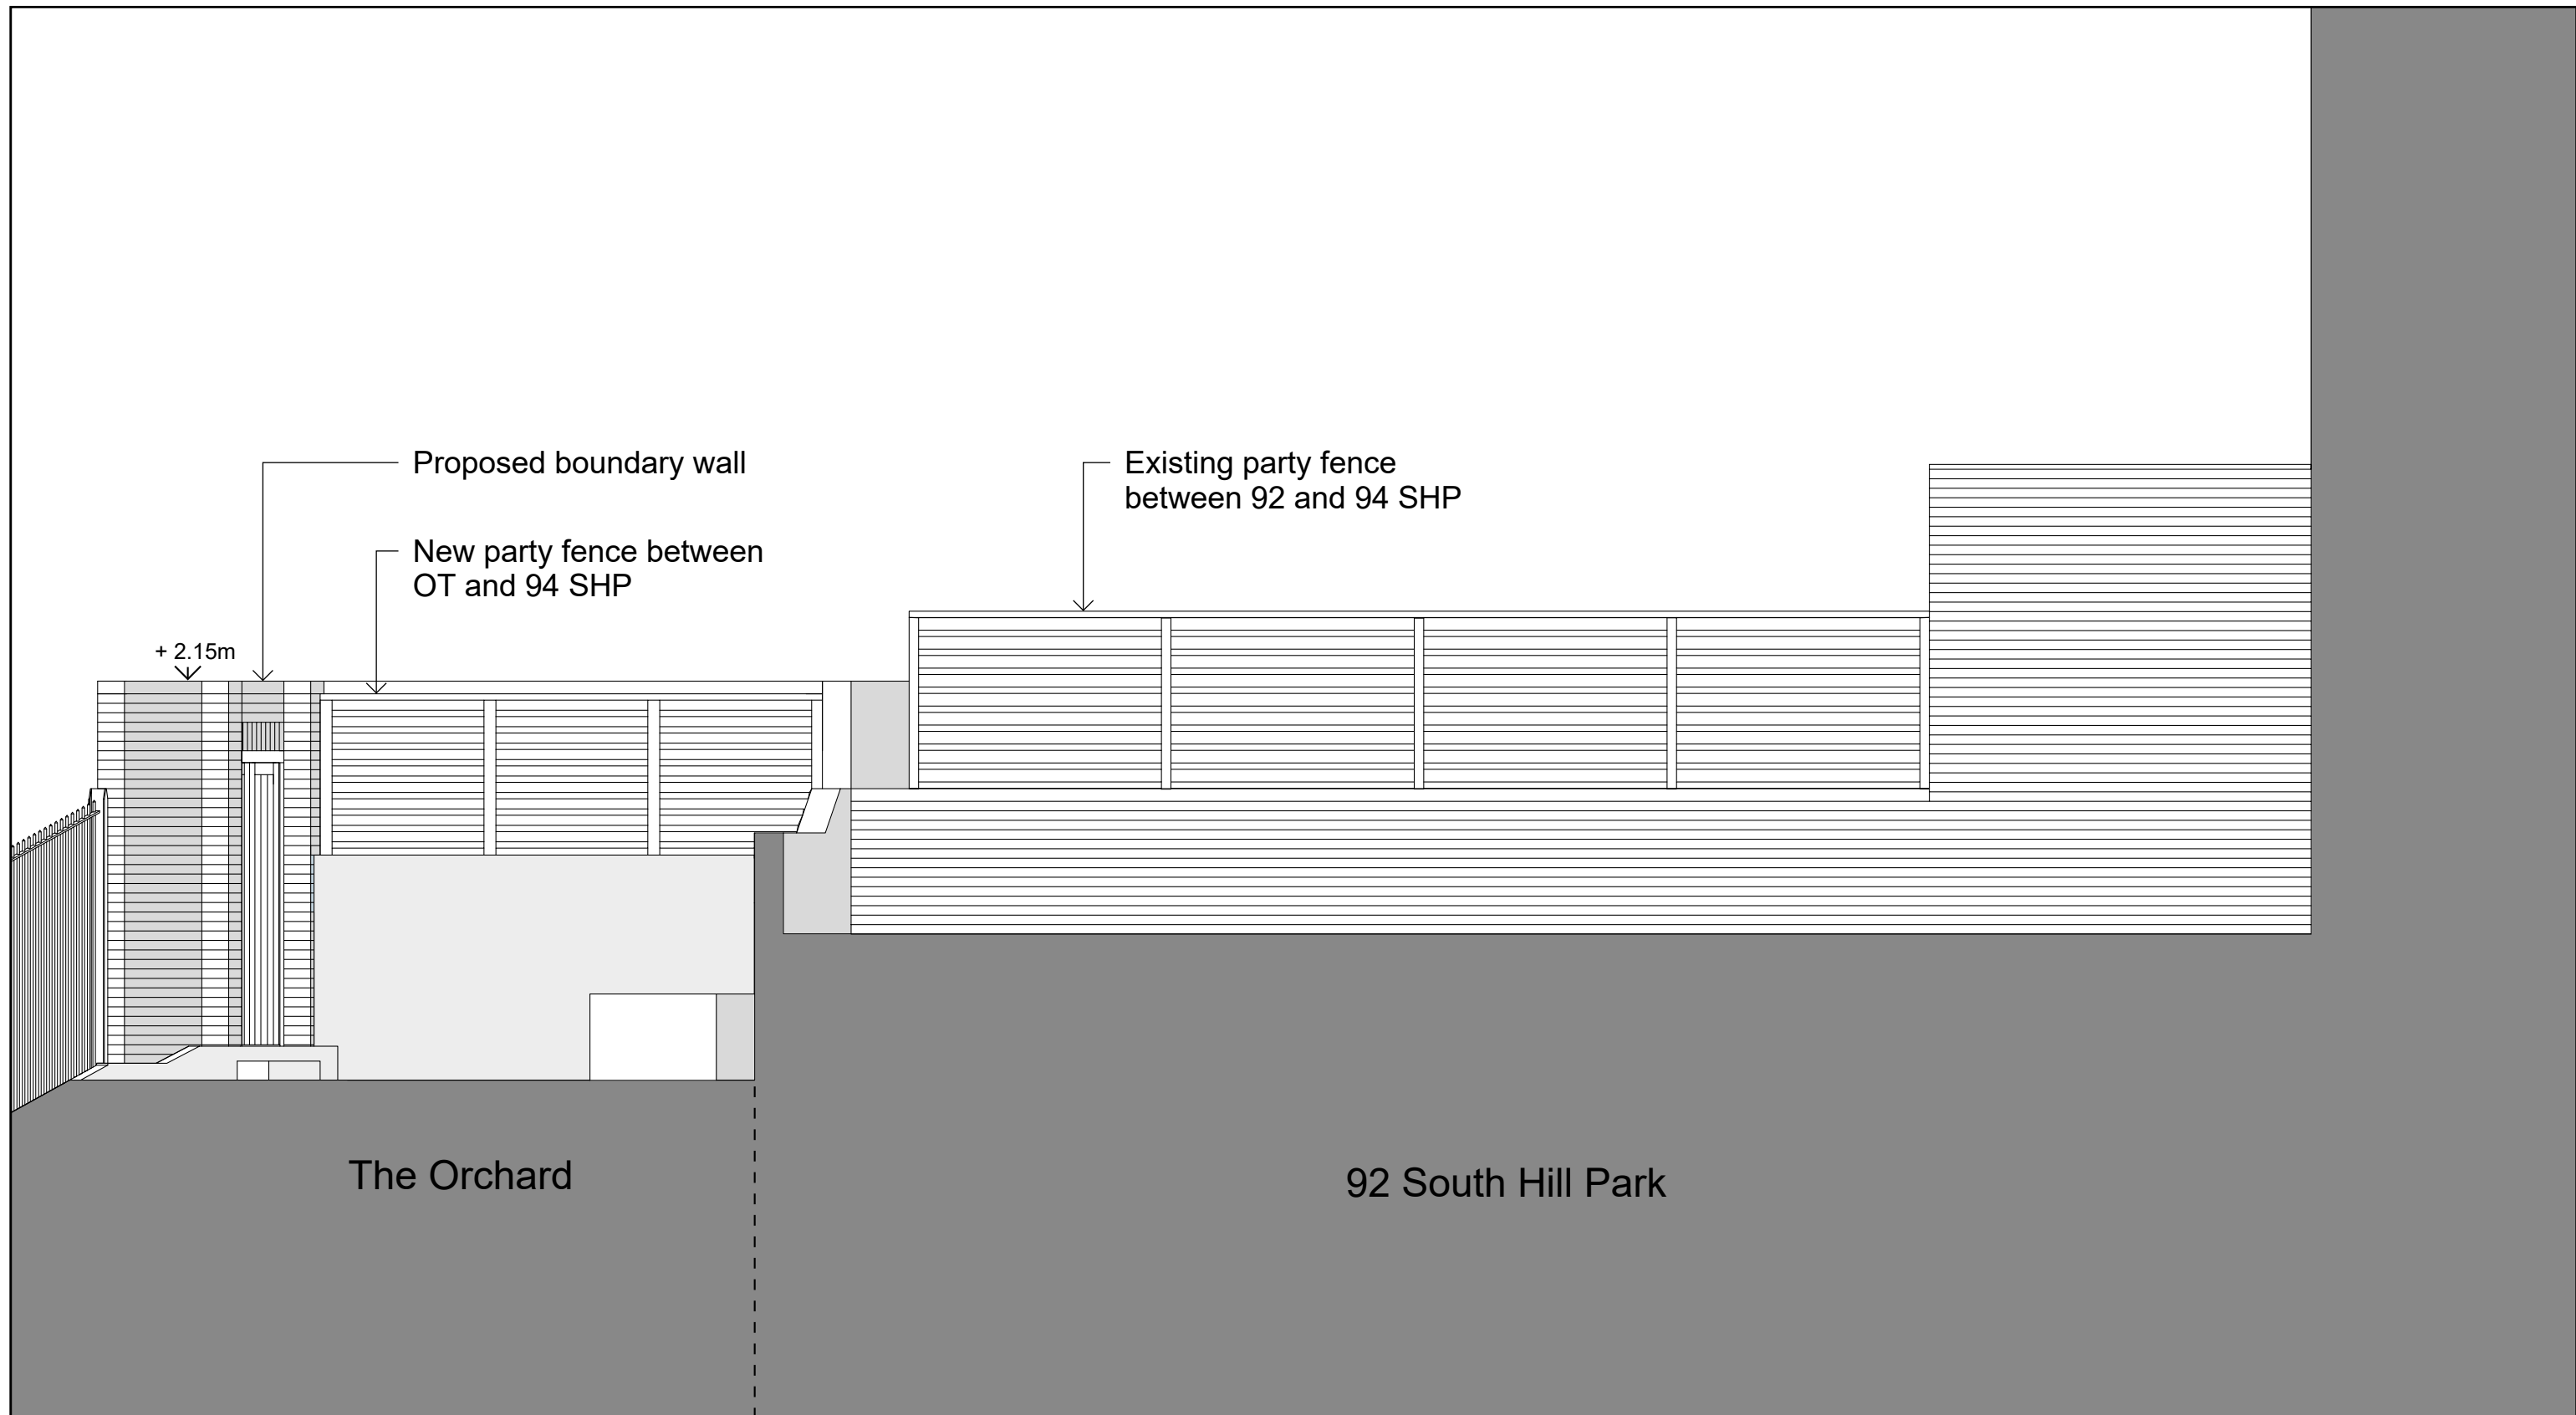 Proposed boundary wall
New party fence between
OT and 94 SHP
Existing party fence
between 92 and 94 SHP
+ 2.15m
The Orchard
92 South Hill Park